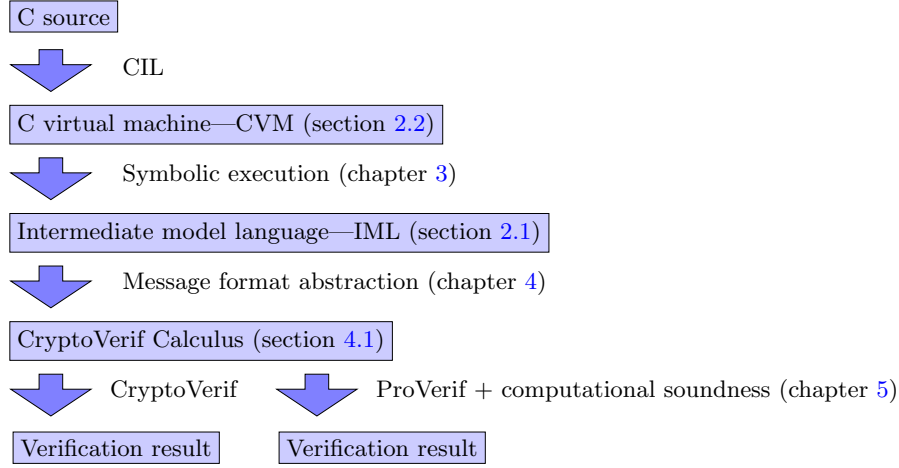 C source
CIL
C virtual machine—CVM (section 2.2)
Symbolic execution (chapter 3)
Intermediate model language—IML (section 2.1)
Message format abstraction (chapter 4)
CryptoVerif Calculus (section 4.1)
CryptoVerif ProVerif + computational soundness (chapter 5)
Verification result Verification result